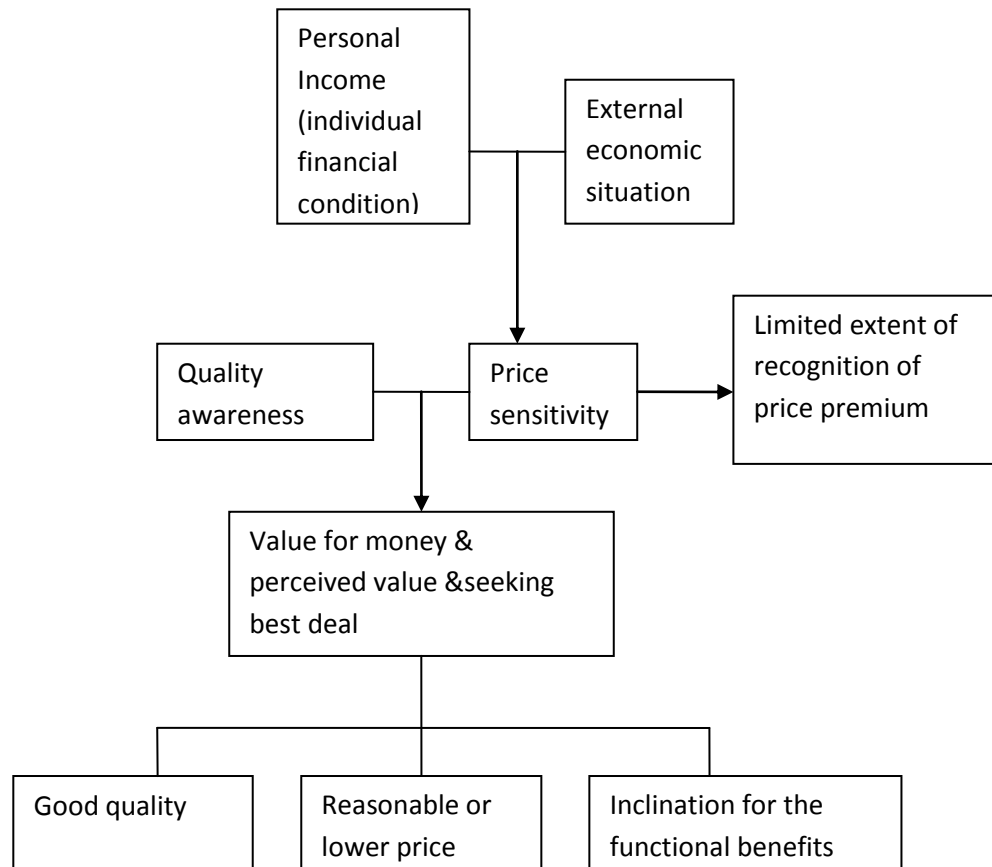 Personal
Income
(individual
financial
condition)
External
economic
situation
Limited extent of
recognition of
price premium
Quality
awareness
Price
sensitivity
Value for money &
perceived value &seeking
best deal
Good quality
Reasonable or
lower price
Inclination for the
functional benefits